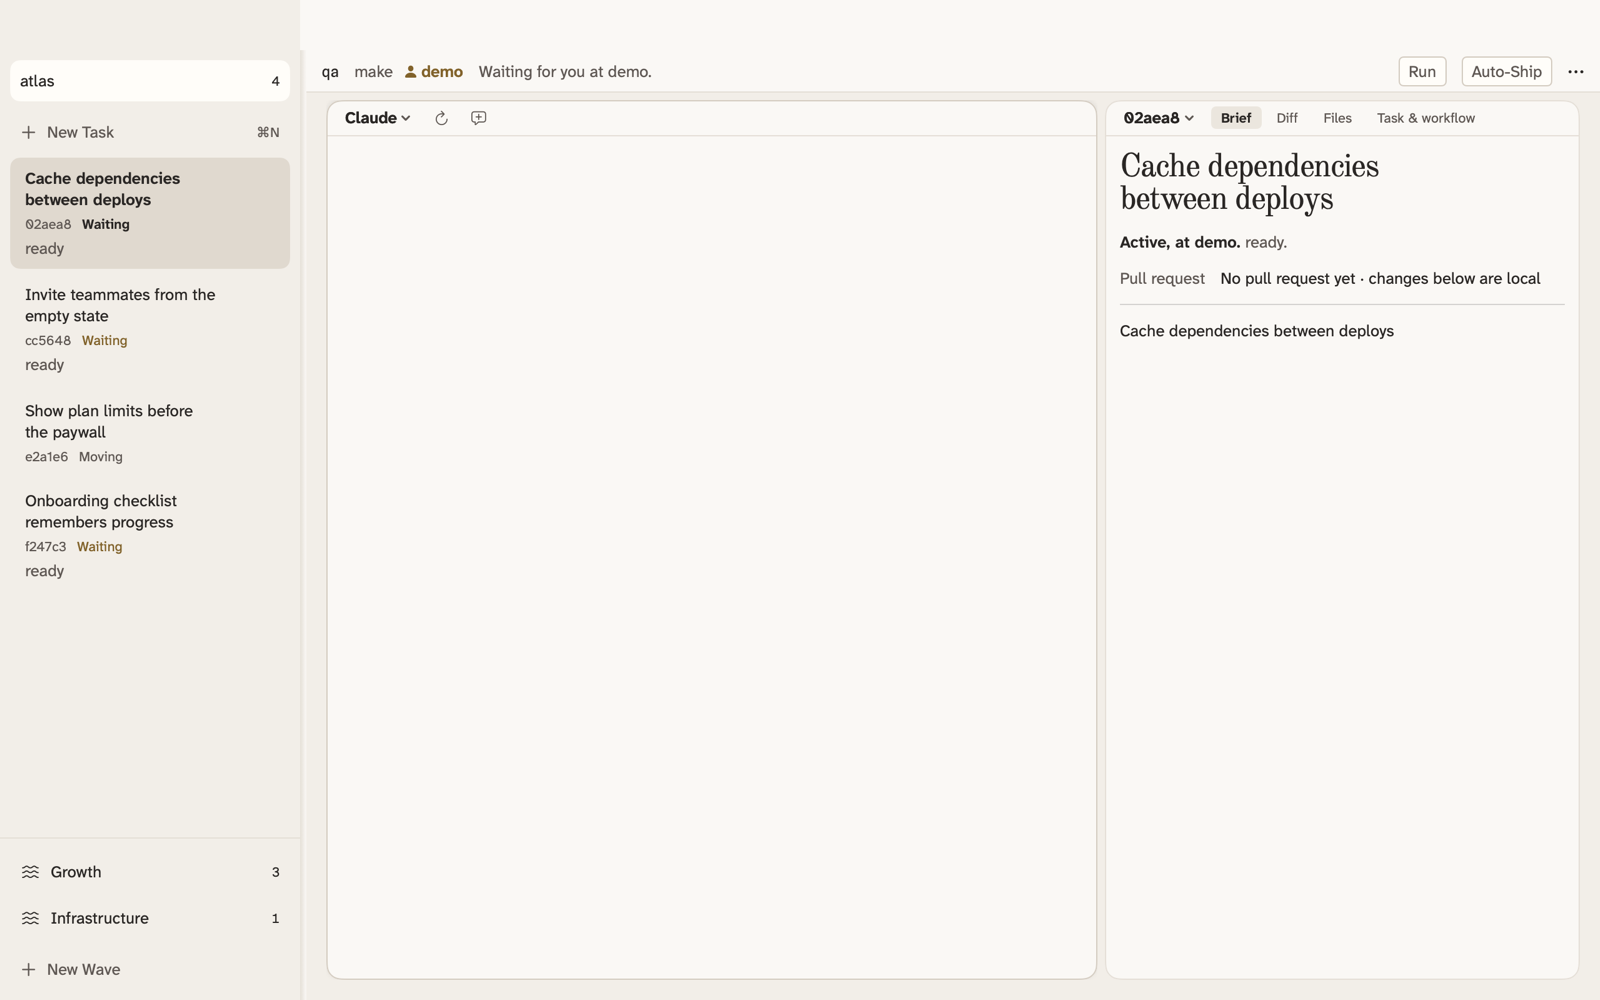 atlas 4
New Task ⌘N
Cache dependencies
between deploys
02aea8 Waiting
ready
Invite teammates from the
empty state
cc5648 Waiting
ready
Show plan limits before
the paywall
e2a1e6 Moving
Onboarding checklist
remembers progress
f247c3 Waiting
ready
Growth 3
Infrastructure 1
New Wave
qa make demo Waiting for you at demo.
Run Auto-Ship
Claude
02aea8 Brief Diff Files Task & workflow
Cache dependencies
between deploys
Active, at demo. ready.
Pull request No pull request yet · changes below are local
Cache dependencies between deploys